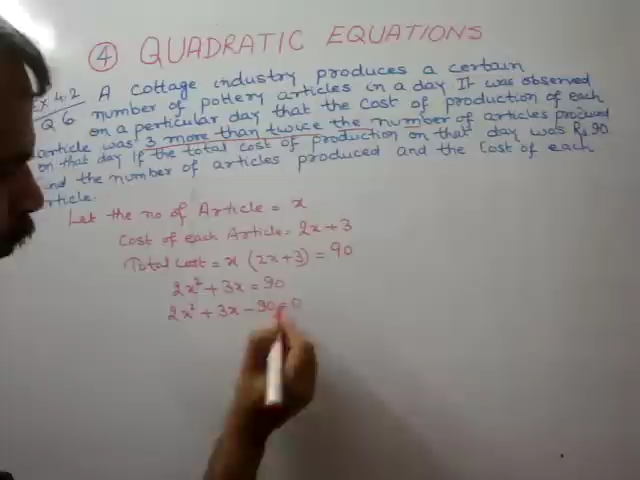 ④ QUADRATIC EQUATIONS
Ex 4.2 A cottage industry produces a certain
Q 6 number of pottery articles in a day It was observed
on a perticular day that the cost of production of each
article was 3 more than twice the number of articles produced
on that day If the total cost of production on that day was Rs 90
find the number of articles produced and the cost of each
article.
Let the no of Article = x
Cost of each Article = 2x + 3
Total cost = x (2x + 3) = 90
2x² + 3x = 90
2x² + 3x - 90 = 0